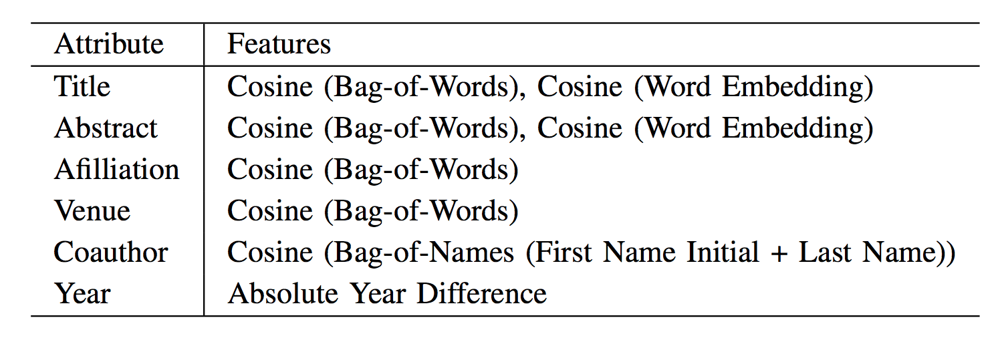 Attribute Features
Title Cosine (Bag-of-Words), Cosine (Word Embedding)
Abstract Cosine (Bag-of-Words), Cosine (Word Embedding)
Afilliation Cosine (Bag-of-Words)
Venue Cosine (Bag-of-Words)
Coauthor Cosine (Bag-of-Names (First Name Initial + Last Name))
Year Absolute Year Difference